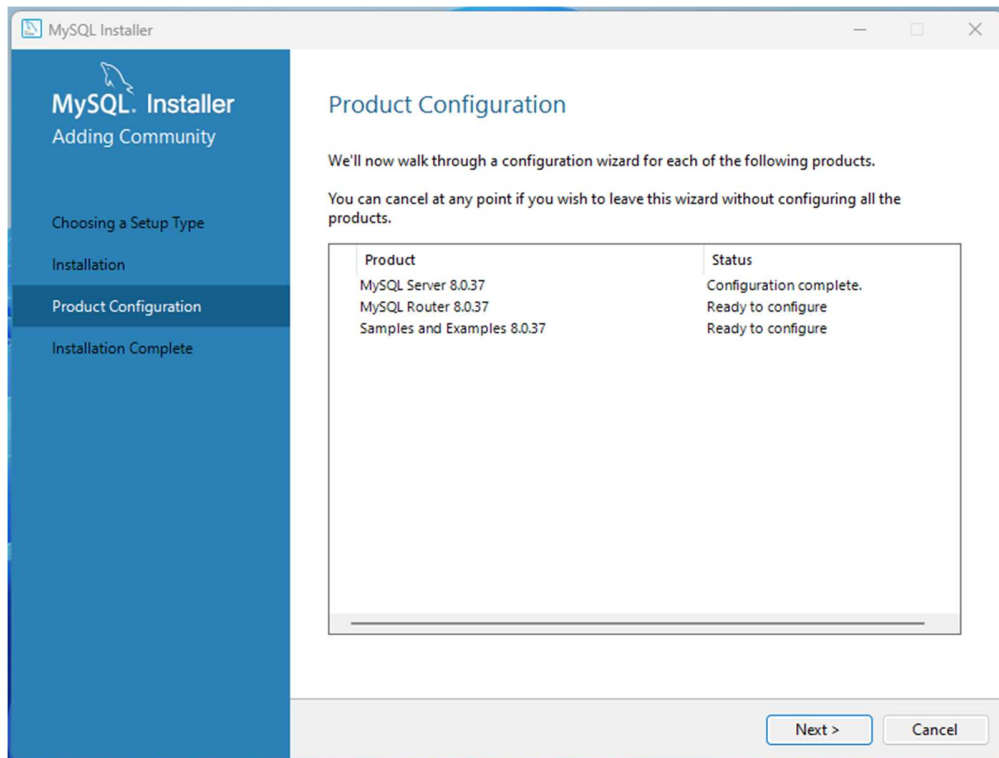 MySQL Installer
MySQL. Installer
Adding Community
Choosing a Setup Type
Installation
Product Configuration
Installation Complete
Product Configuration
We'll now walk through a configuration wizard for each of the following products.
You can cancel at any point if you wish to leave this wizard without configuring all the
products.
Product Status
MySQL Server 8.0.37 Configuration complete.
MySQL Router 8.0.37 Ready to configure
Samples and Examples 8.0.37 Ready to configure
Next > Cancel